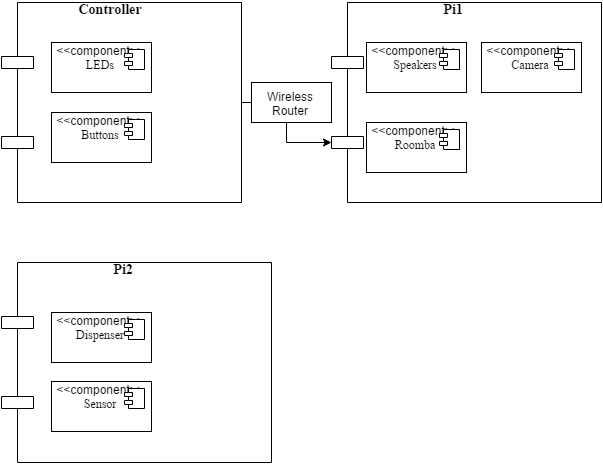 Controller
<<component
LEDs
<<component
Buttons
Wireless
Router
Pi1
<<component
Speakers
<<component
Camera
<<component
Roomba
Pi2
<<component
Dispenser
<<component
Sensor